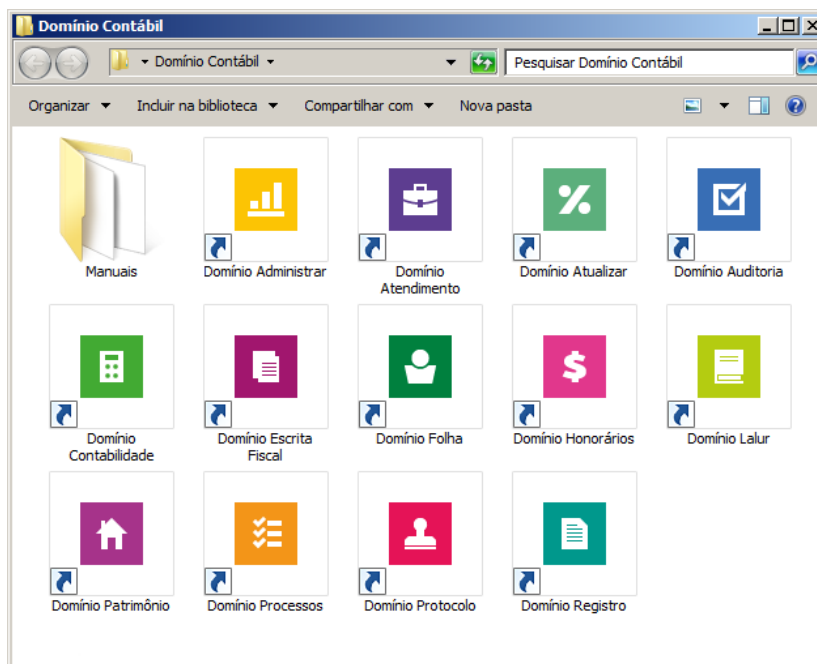 Domínio Contábil
Domínio Contábil
Pesquisar Domínio Contábil
Organizar
Incluir na biblioteca
Compartilhar com
Nova pasta
Manuais
Domínio Administrar
Domínio
Atendimento
Domínio Atualizar
Domínio Auditoria
Domínio
Contabilidade
Domínio Escrita
Fiscal
Domínio Folha
Domínio Honorários
Domínio Lalur
Domínio Patrimônio
Domínio Processos
Domínio Protocolo
Domínio Registro